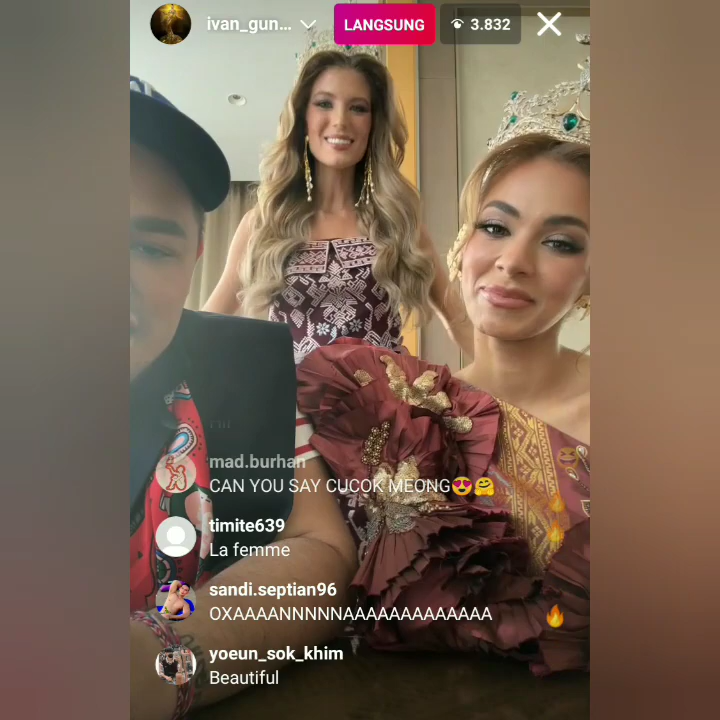 ivan_gun...
LANGSUNG
3.832
mad.burhan
CAN YOU SAY CUCOK MEONG😍🤗
timite639
La femme
sandi.septian96
OXAAAANNNNNAAAAAAAAAAAAA
yoeun_sok_khim
Beautiful